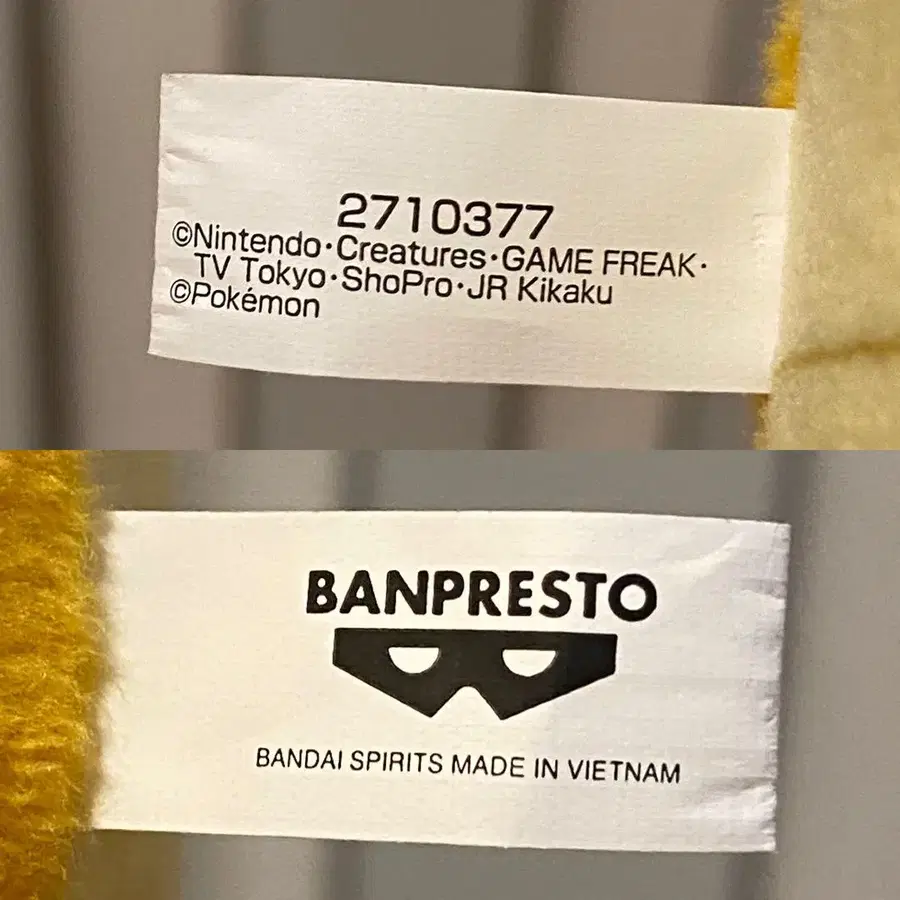 2710377
©Nintendo・Creatures・GAME FREAK・
TV Tokyo・ShoPro・JR Kikaku
©Pokémon
BANPRESTO
BANDAI SPIRITS MADE IN VIETNAM